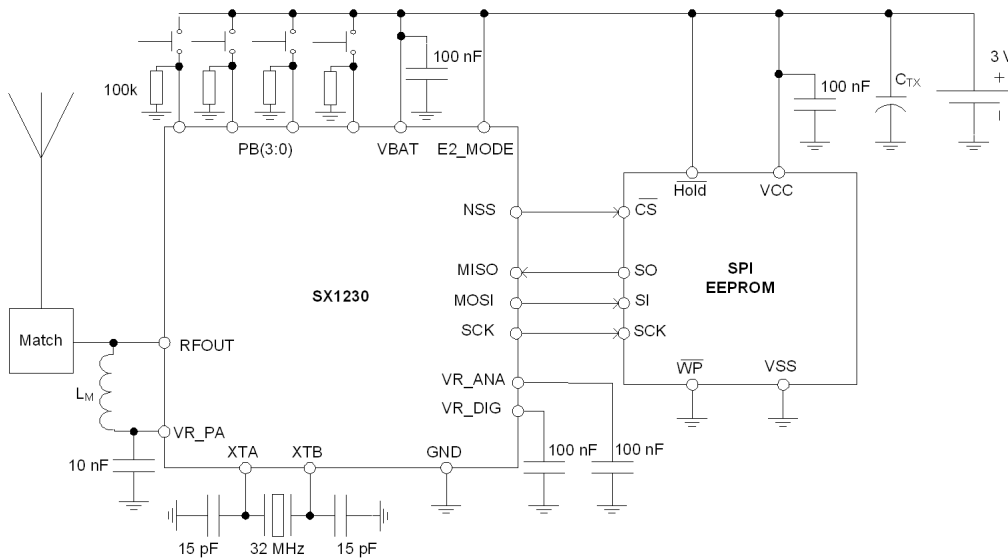 3 V
+
100 nF
100 nF
C_TX
100k
PB(3:0)
VBAT
E2_MODE
Hold
VCC
NSS
CS
MISO
SO
SPI
EEPROM
SX1230
MOSI
SI
SCK
SCK
Match
RFOUT
WP
VSS
VR_ANA
L_M
VR_DIG
VR_PA
XTA
XTB
GND
10 nF
100 nF
100 nF
15 pF
32 MHz
15 pF